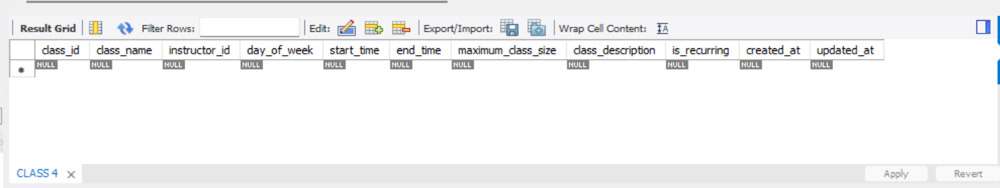 Result Grid Filter Rows: Edit: Export/Import: Wrap Cell Content: IA
class_id class_name instructor_id day_of_week start_time end_time maximum_class_size class_description is_recurring created_at updated_at
NULL NULL NULL NULL NULL NULL NULL NULL NULL NULL NULL
CLASS 4 × Apply Revert